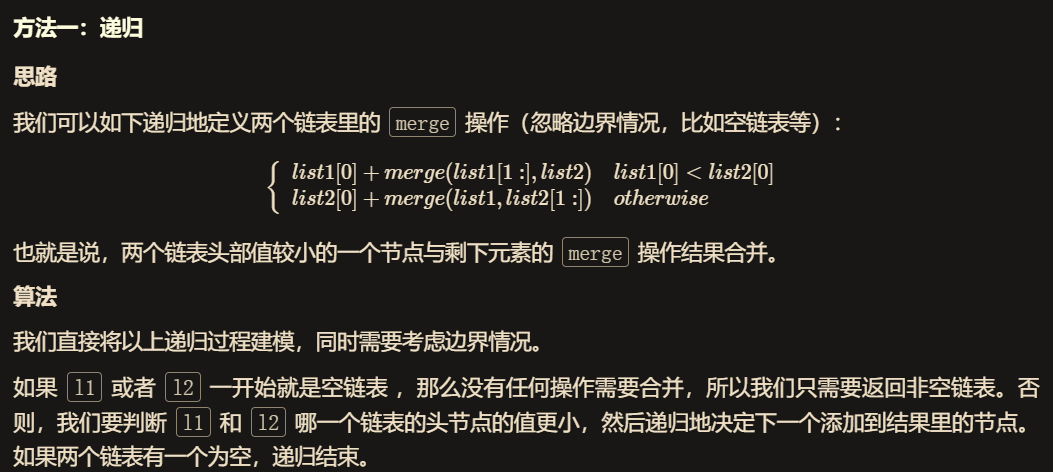 方法一：递归
思路
我们可以如下递归地定义两个链表里的 merge 操作（忽略边界情况，比如空链表等）：
list1[0] + merge(list1[1 :], list2) list1[0] < list2[0]
list2[0] + merge(list1, list2[1 :]) otherwise
也就是说，两个链表头部值较小的一个节点与剩下元素的 merge 操作结果合并。
算法
我们直接将以上递归过程建模，同时需要考虑边界情况。
如果 l1 或者 l2 一开始就是空链表 ，那么没有任何操作需要合并，所以我们只需要返回非空链表。否
则，我们要判断 l1 和 l2 哪一个链表的头节点的值更小，然后递归地决定下一个添加到结果里的节点。
如果两个链表有一个为空，递归结束。